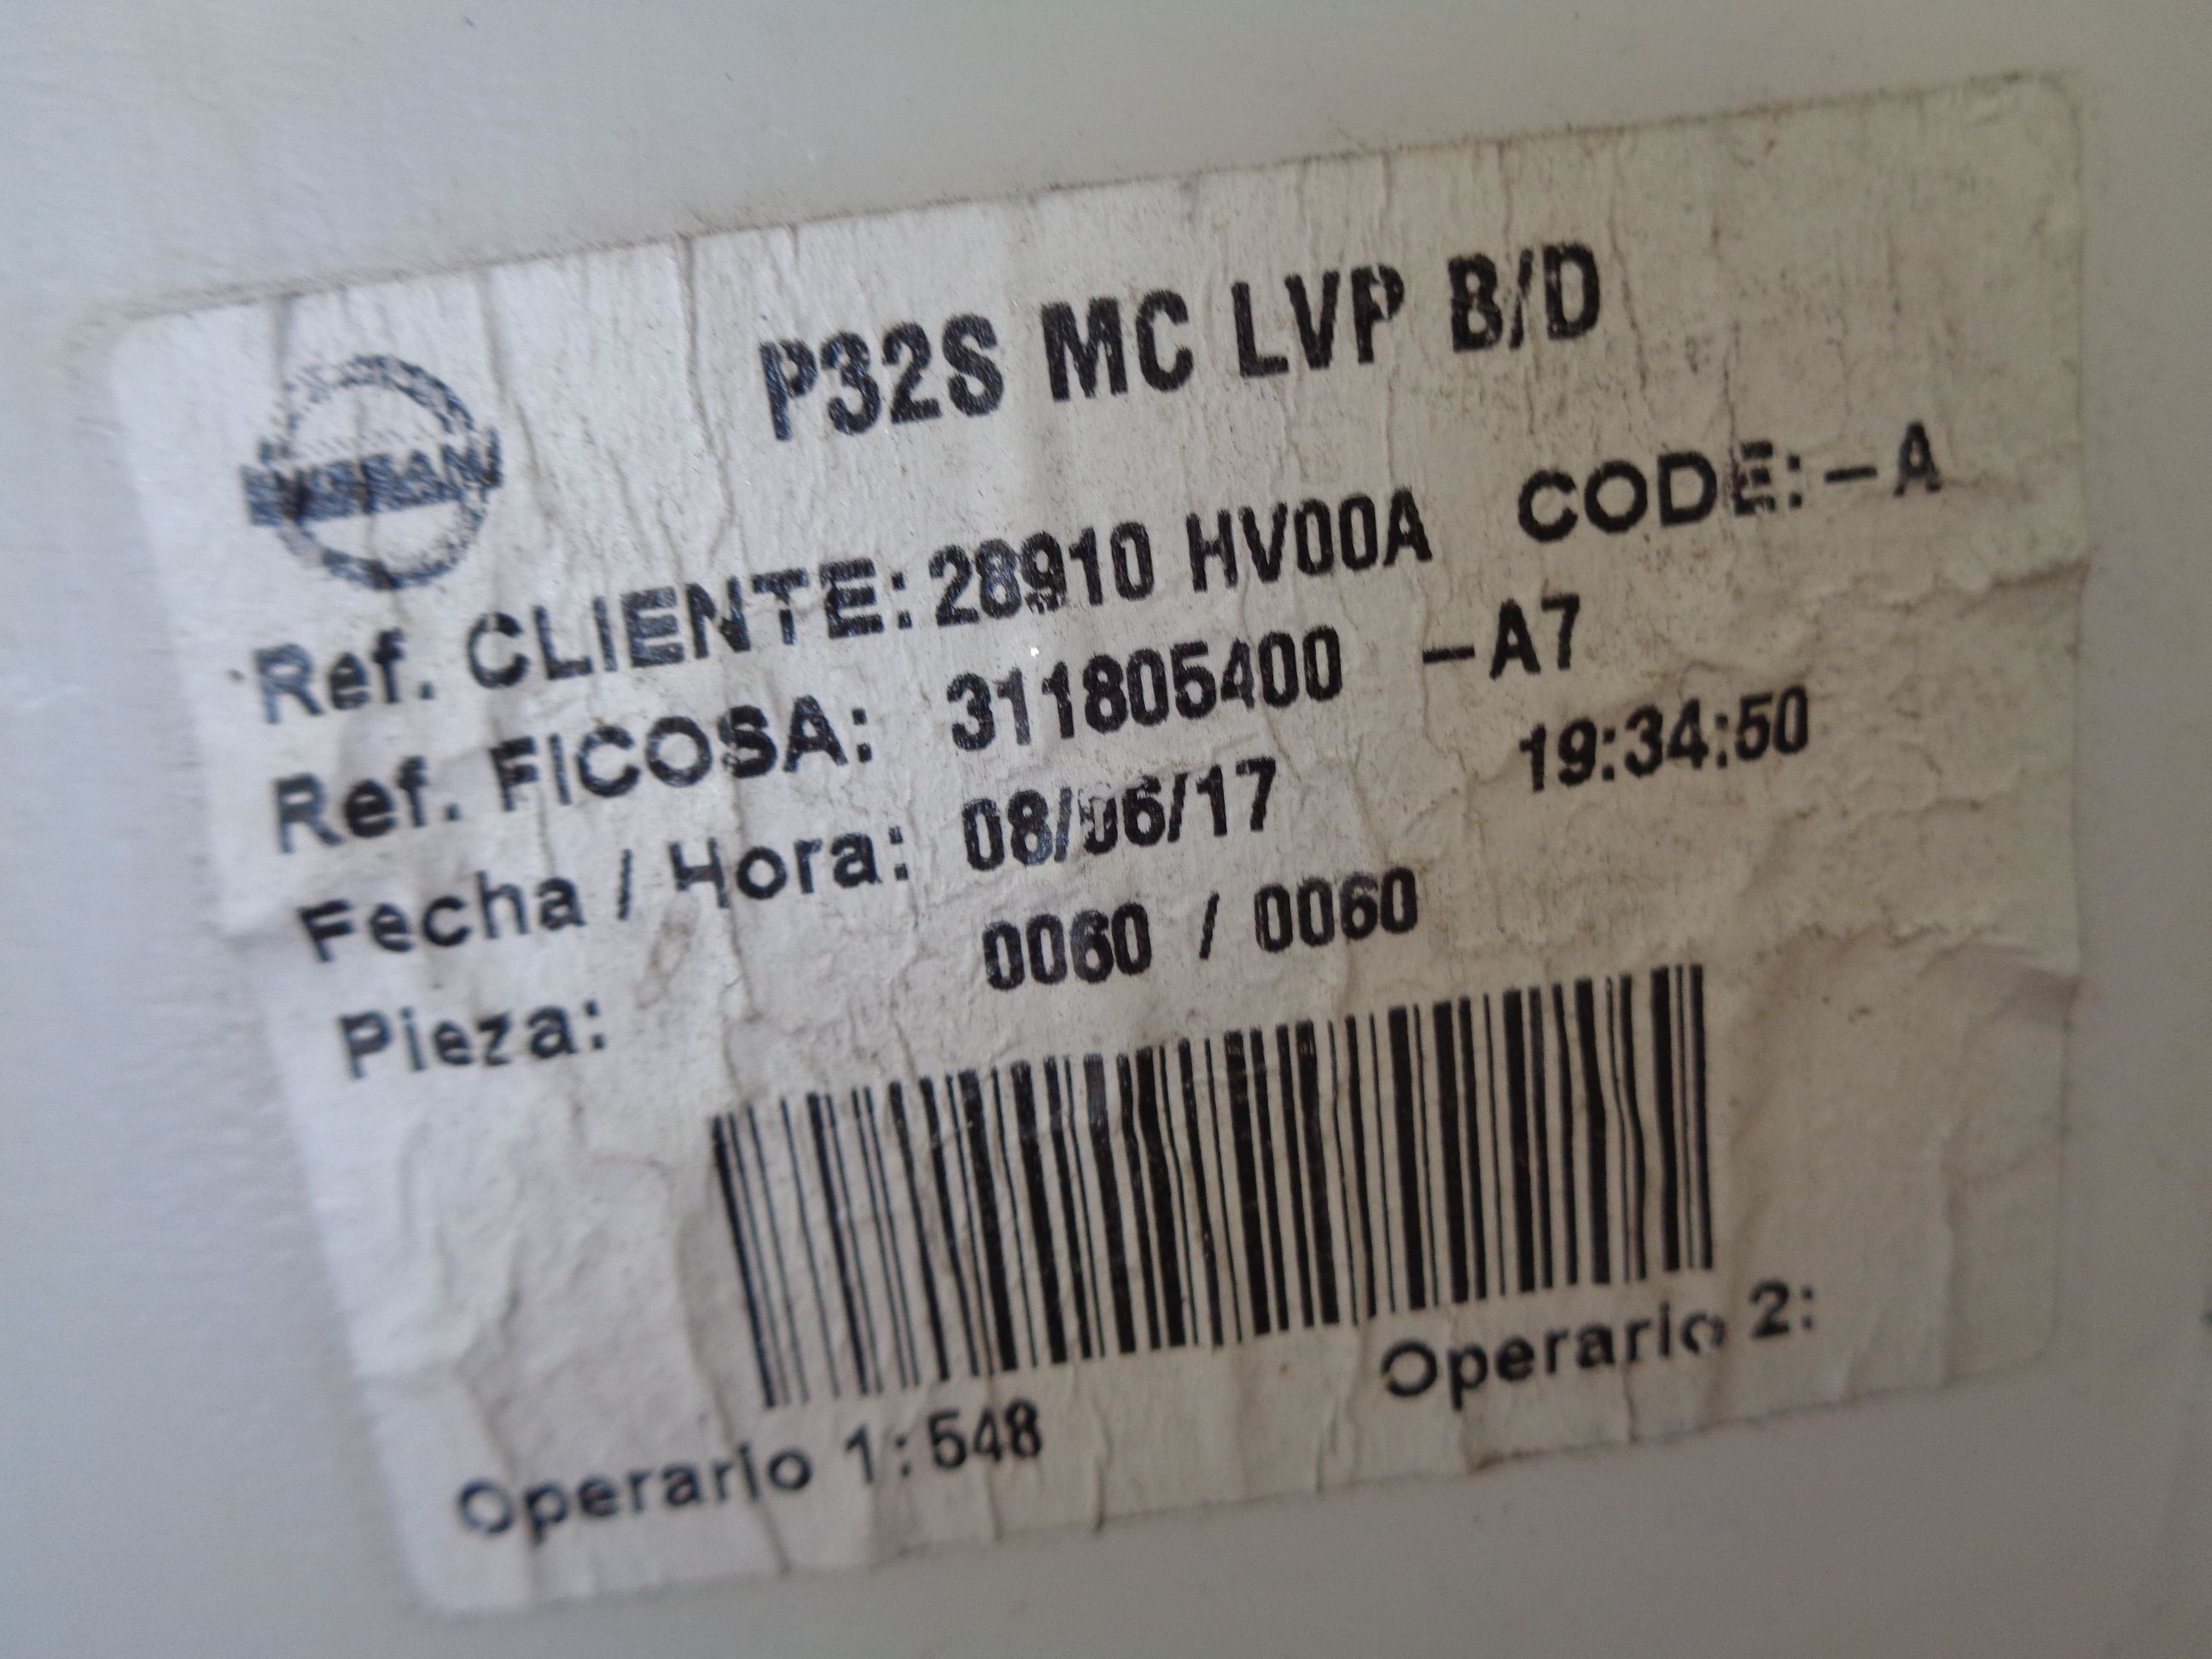 P32S MC LVP B/D
NISSAN
Ref. CLIENTE: 28910 HV00A CODE: -A
Ref. FICOSA: 311805400 -A7
Fecha / Hora: 08/06/17 19:34:50
Pieza: 0060 / 0060
Operario 1: 548 Operario 2: